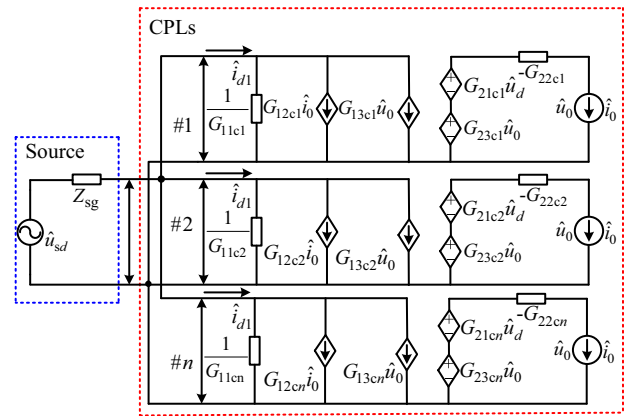 CPLs
Source
Z_sg
û_sd
#1
î_d1
1/G_11c1
G_12c1 î_0
G_13c1 û_0
G_21c1 û_d
G_23c1 û_0
-G_22c1
û_0
î_0
#2
î_d1
1/G_11c2
G_12c2 î_0
G_13c2 û_0
G_21c2 û_d
G_23c2 û_0
-G_22c2
û_0
î_0
#n
î_d1
1/G_11cn
G_12cn î_0
G_13cn û_0
G_21cn û_d
G_23cn û_0
-G_22cn
û_0
î_0